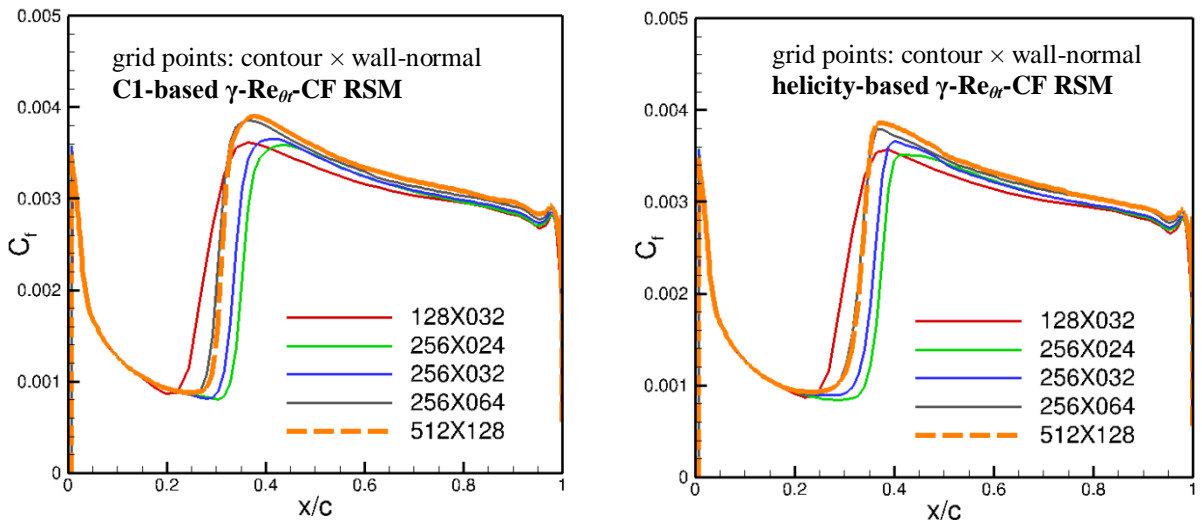 0.005
grid points: contour × wall-normal
C1-based γ-Reθt-CF RSM
0.004
0.003
Cf
0.002
128X032
256X024
0.001
256X032
256X064
512X128
0
0
0.2
0.4
0.6
0.8
1
x/c
0.005
grid points: contour × wall-normal
helicity-based γ-Reθt-CF RSM
0.004
0.003
Cf
0.002
128X032
256X024
0.001
256X032
256X064
512X128
0
0
0.2
0.4
0.6
0.8
1
x/c